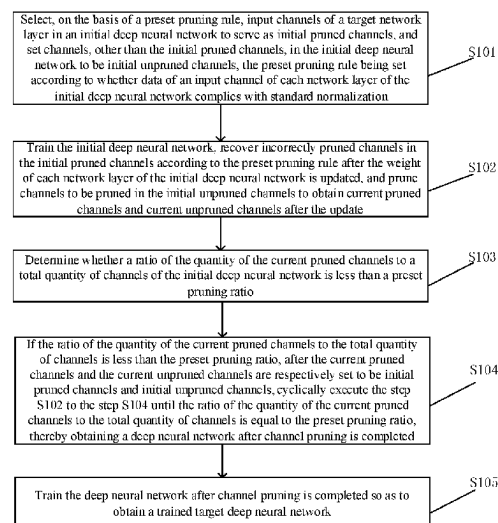 Select, on the basis of a preset pruning rule, input channels of a target network
layer in an initial deep neural network to serve as initial pruned channels, and
set channels, other than the initial pruned channels, in the initial deep neural
network to be initial unpruned channels, the preset pruning rule being set
according to whether data of an input channel of each network layer of the
initial deep neural network complies with standard normalization
S101
Train the initial deep neural network, recover incorrectly pruned channels in
the initial pruned channels according to the preset pruning rule after the weight
of each network layer of the initial deep neural network is updated, and prune
channels to be pruned in the initial unpruned channels to obtain current pruned
channels and current unpruned channels after the update
S102
Determine whether a ratio of the quantity of the current pruned channels to a
total quantity of channels of the initial deep neural network is less than a preset
pruning ratio
S103
If the ratio of the quantity of the current pruned channels to the total quantity
of channels is less than the preset pruning ratio, after the current pruned
channels and the current unpruned channels are respectively set to be initial
pruned channels and initial unpruned channels, cyclically execute the step
S102 to the step S104 until the ratio of the quantity of the current pruned
channels to the total quantity of channels is equal to the preset pruning ratio,
thereby obtaining a deep neural network after channel pruning is completed
S104
Train the deep neural network after channel pruning is completed so as to
obtain a trained target deep neural network
S105